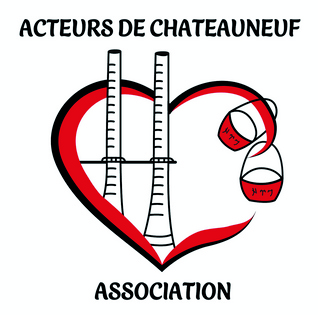 ACTEURS DE CHATEAUNEUF
ASSOCIATION